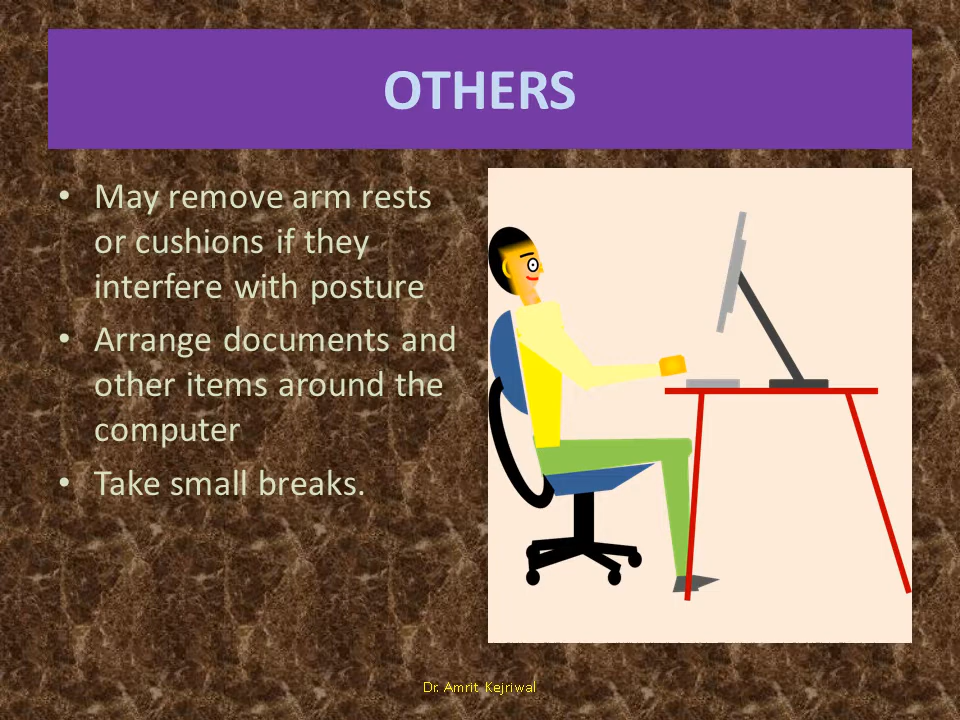 OTHERS
• May remove arm rests
or cushions if they
interfere with posture
• Arrange documents and
other items around the
computer
• Take small breaks.
Dr. Amrit Kejriwal